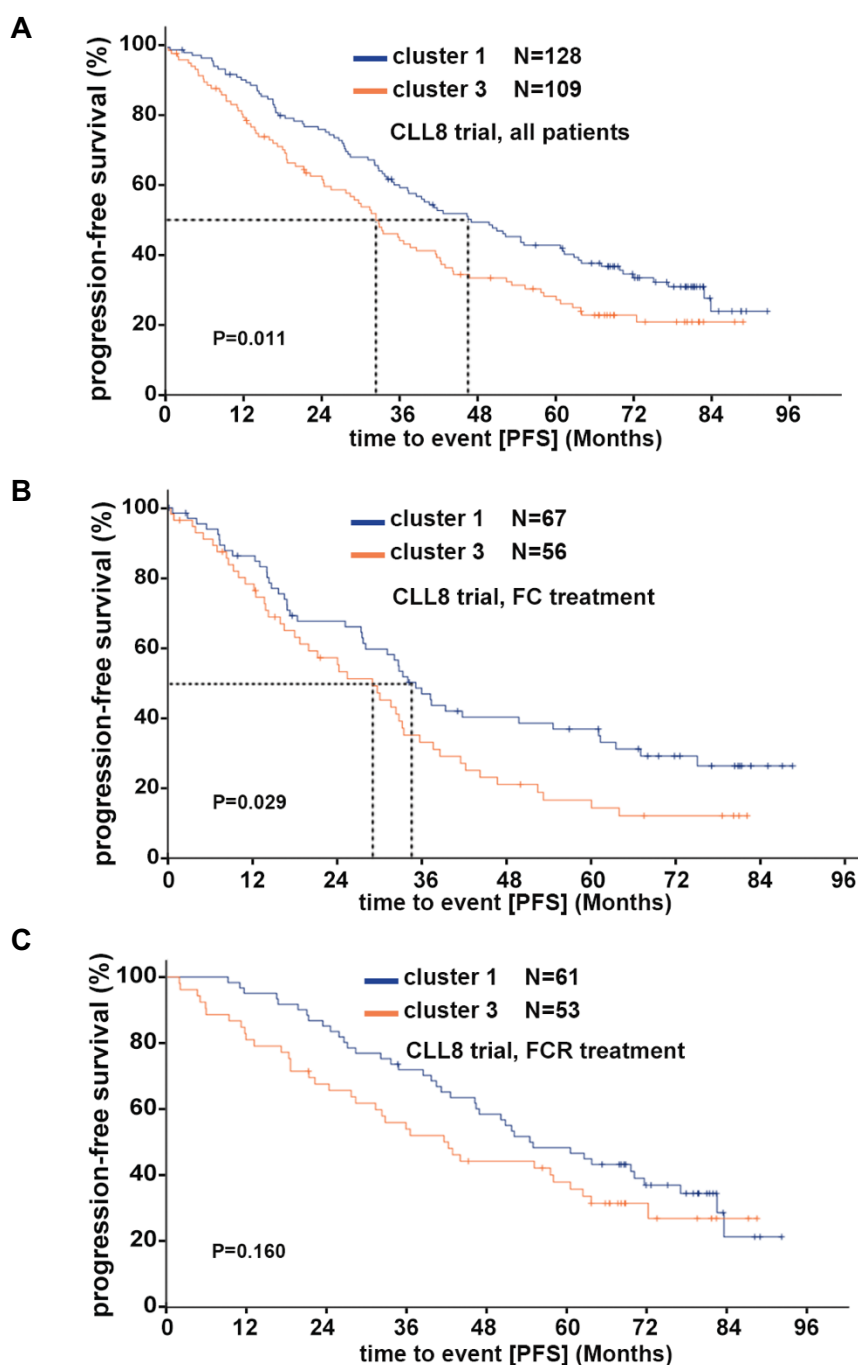 A
progression-free survival (%)
100
80
60
40
20
0
cluster 1 N=128
cluster 3 N=109
CLL8 trial, all patients
P=0.011
0 12 24 36 48 60 72 84 96
time to event [PFS] (Months)
B
progression-free survival (%)
100
80
60
40
20
0
cluster 1 N=67
cluster 3 N=56
CLL8 trial, FC treatment
P=0.029
0 12 24 36 48 60 72 84 96
time to event [PFS] (Months)
C
progression-free survival (%)
100
80
60
40
20
0
cluster 1 N=61
cluster 3 N=53
CLL8 trial, FCR treatment
P=0.160
0 12 24 36 48 60 72 84 96
time to event [PFS] (Months)